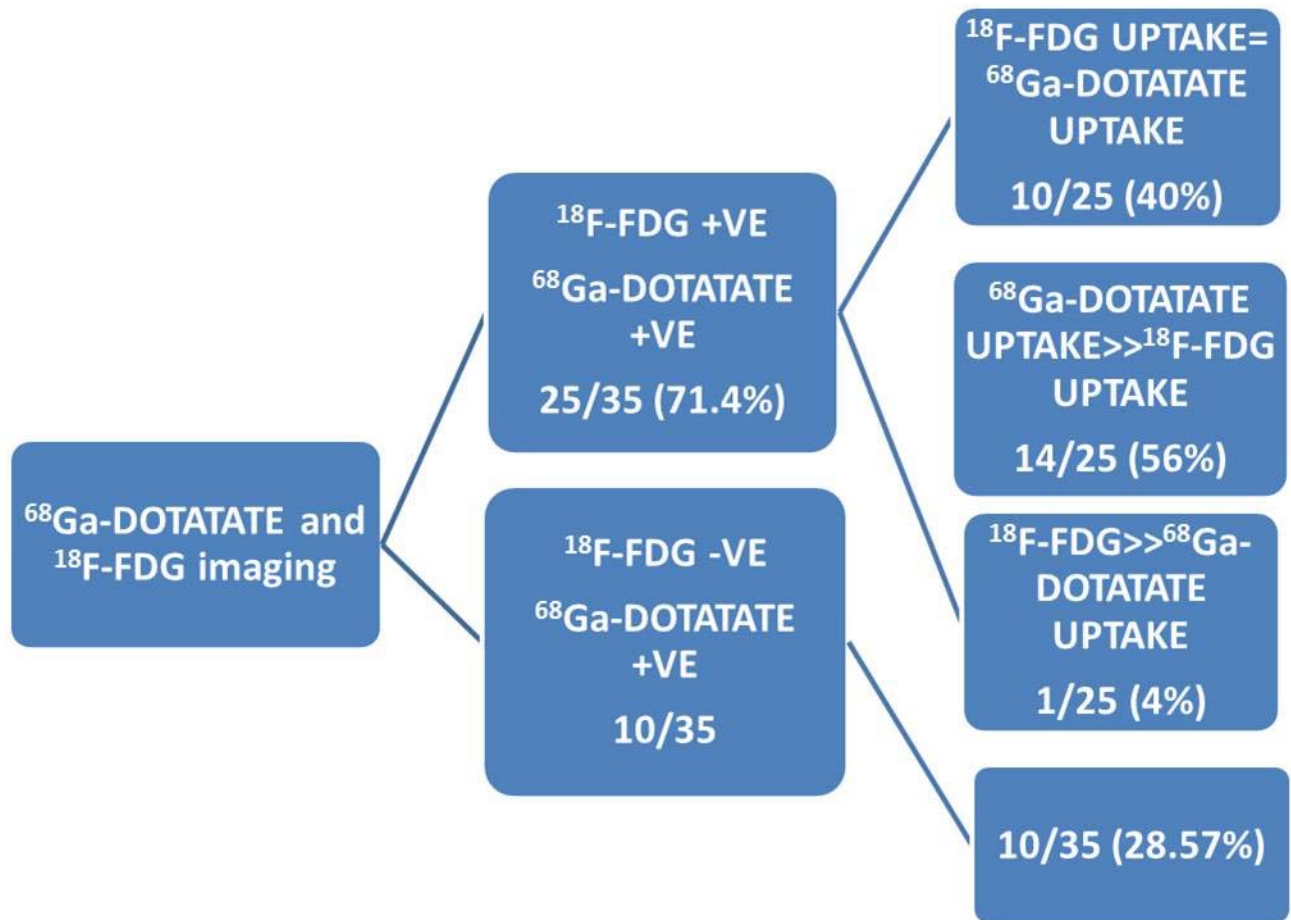 ⁶⁸Ga-DOTATATE and
¹⁸F-FDG imaging
¹⁸F-FDG +VE
⁶⁸Ga-DOTATATE
+VE
25/35 (71.4%)
¹⁸F-FDG -VE
⁶⁸Ga-DOTATATE
+VE
10/35
¹⁸F-FDG UPTAKE=
⁶⁸Ga-DOTATATE
UPTAKE
10/25 (40%)
⁶⁸Ga-DOTATATE
UPTAKE>>¹⁸F-FDG
UPTAKE
14/25 (56%)
¹⁸F-FDG>>⁶⁸Ga-
DOTATATE
UPTAKE
1/25 (4%)
10/35 (28.57%)